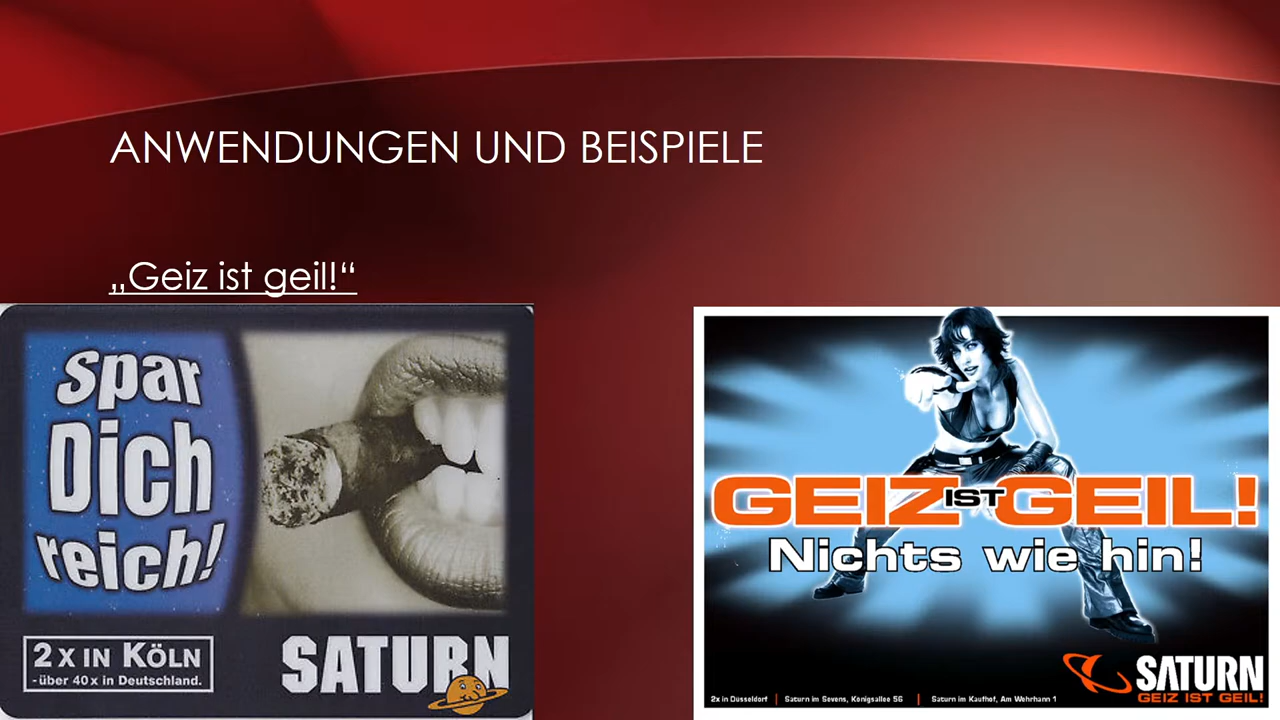 ANWENDUNGEN UND BEISPIELE
„Geiz ist geil!“
Spar
Dich
reich!
2 X IN KÖLN
- über 40 x in Deutschland.
SATURN
GEIZ IST GEIL!
Nichts wie hin!
SATURN
GEIZ IST GEIL!
2x in Düsseldorf | Saturn im Sevens, Königsallee 56 | Saturn im Kaufhof, Am Wehrhahn 1